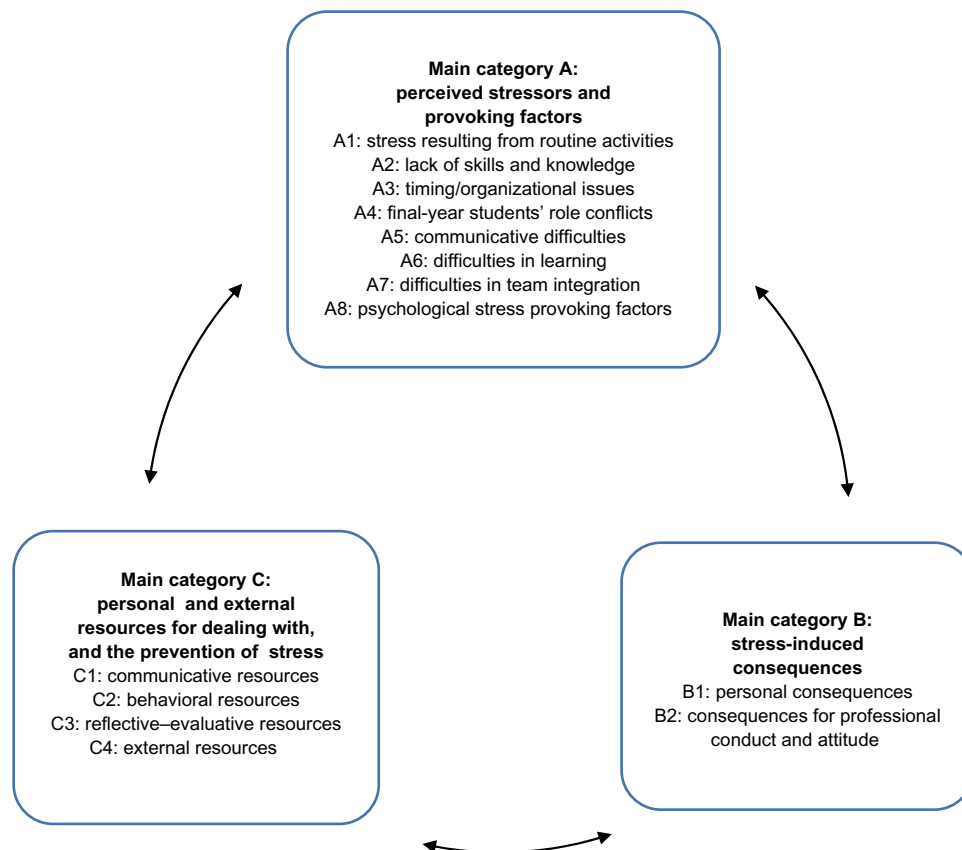 Main category A:
perceived stressors and
provoking factors
A1: stress resulting from routine activities
A2: lack of skills and knowledge
A3: timing/organizational issues
A4: final-year students’ role conflicts
A5: communicative difficulties
A6: difficulties in learning
A7: difficulties in team integration
A8: psychological stress provoking factors
Main category C:
personal and external
resources for dealing with,
and the prevention of stress
C1: communicative resources
C2: behavioral resources
C3: reflective–evaluative resources
C4: external resources
Main category B:
stress-induced
consequences
B1: personal consequences
B2: consequences for professional
conduct and attitude